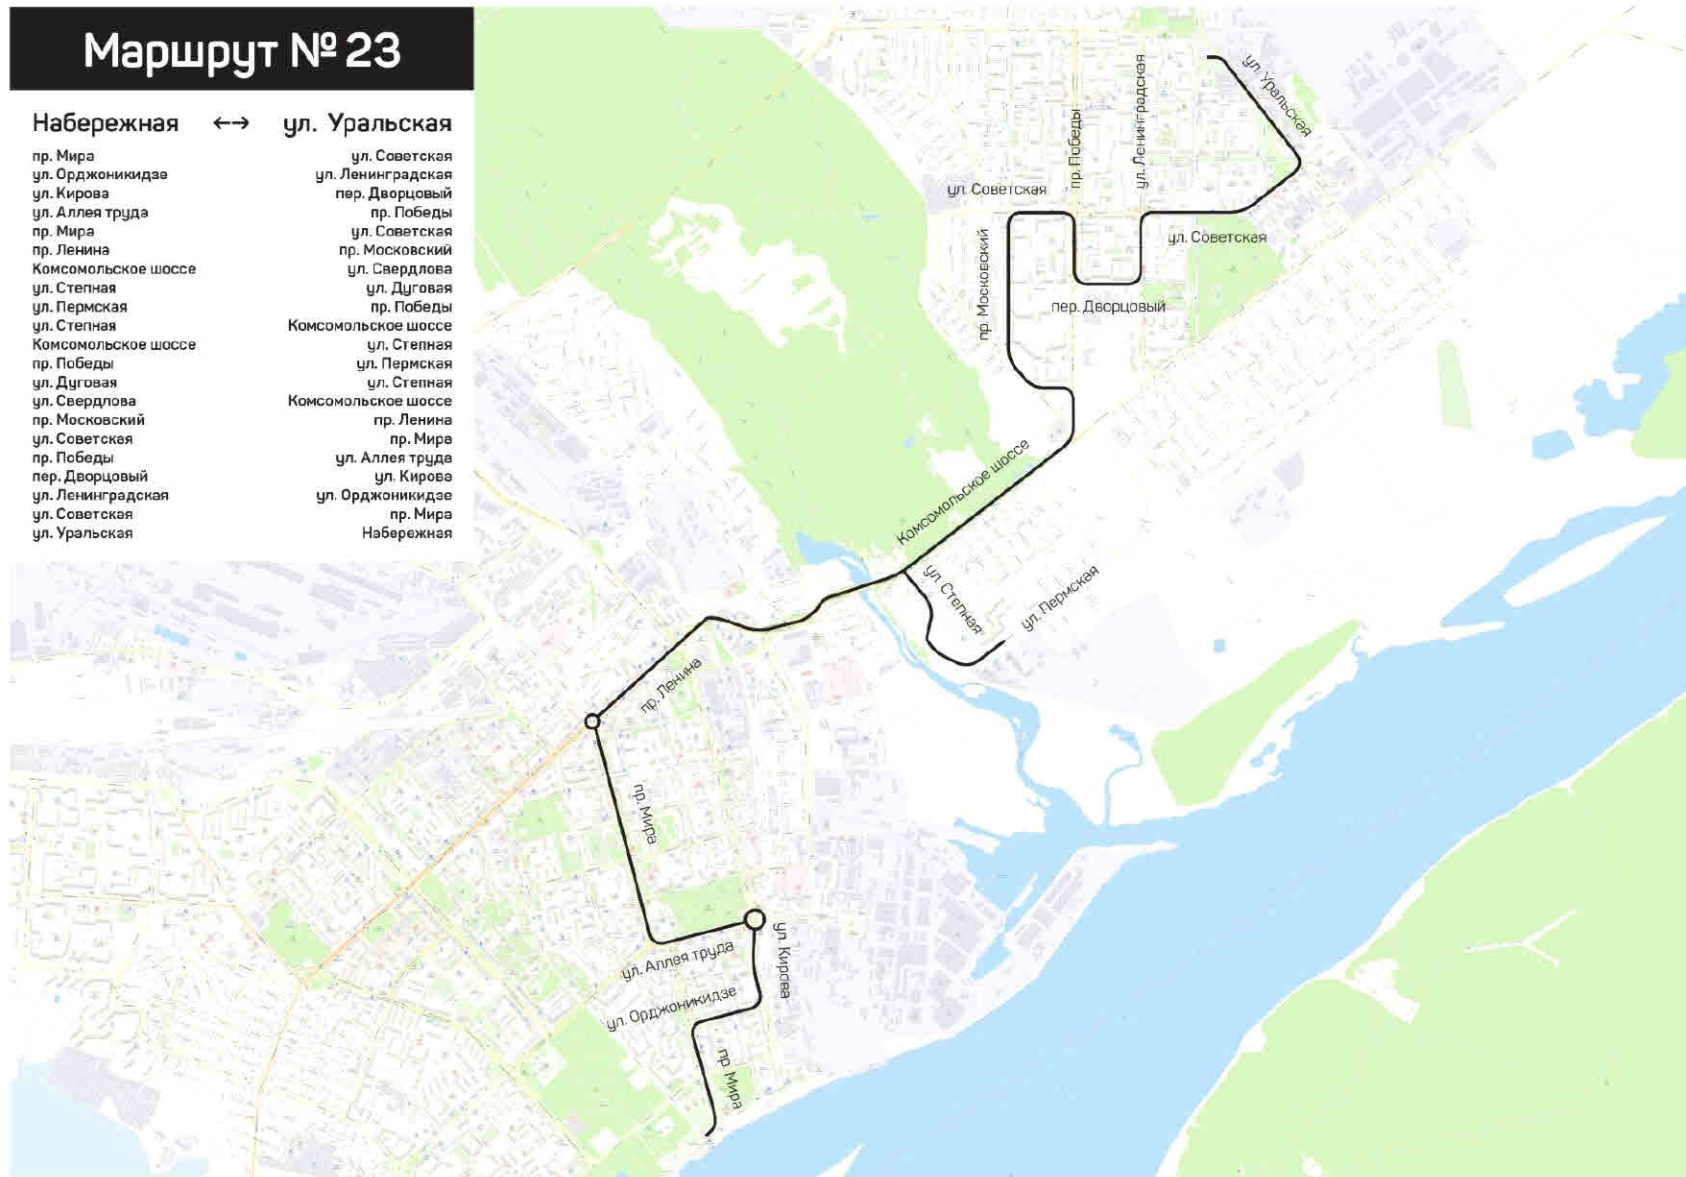 Маршрут № 23
Набережная ←→ ул. Уральская
пр. Мира
ул. Орджоникидзе
ул. Кирова
ул. Аллея труда
пр. Мира
пр. Ленина
Комсомольское шоссе
ул. Степная
ул. Пермская
ул. Степная
Комсомольское шоссе
пр. Победы
ул. Дуговая
ул. Свердлова
пр. Московский
ул. Советская
пр. Победы
пер. Дворцовый
ул. Ленинградская
ул. Советская
ул. Уральская
ул. Советская
ул. Ленинградская
пер. Дворцовый
пр. Победы
ул. Советская
пр. Московский
ул. Свердлова
ул. Дуговая
пр. Победы
Комсомольское шоссе
ул. Степная
ул. Пермская
ул. Степная
Комсомольское шоссе
пр. Ленина
пр. Мира
ул. Аллея труда
ул. Кирова
ул. Орджоникидзе
пр. Мира
Набережная
ул. Уральская
ул. Ленинградская
пр. Победы
ул. Советская
ул. Советская
пр. Московский
пер. Дворцовый
Комсомольское шоссе
ул. Степная
ул. Пермская
пр. Ленина
пр. Мира
ул. Аллея труда
ул. Кирова
ул. Орджоникидзе
пр. Мира